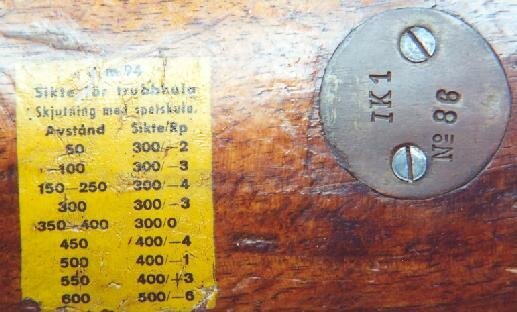 m.94
Sikte för trubbkula
Skjutning med spetskula.
Avstånd Sikte/Rp
50 300/-2
100 300/-3
150-250 300/-4
300 300/-3
350-400 300/0
450 400/-4
500 400/-1
550 400/+3
600 500/-6
IK1
No 86